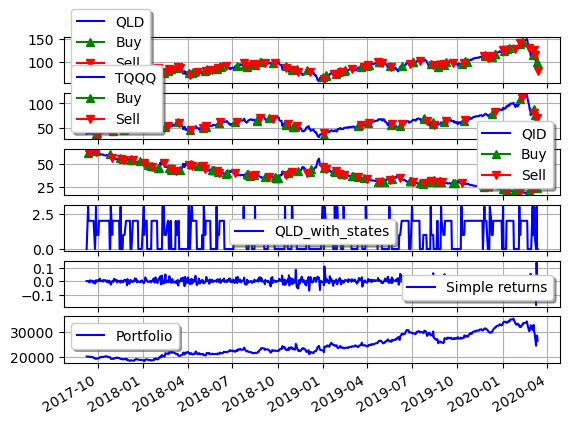 QLD
Buy
Sell
150
100
TQQQ
Buy
Sell
100
50
QID
Buy
Sell
50
25
2.5
0.0
QLD_with_states
0.1
0.0
−0.1
Simple returns
30000
20000
Portfolio
2017-10
2018-01
2018-04
2018-07
2018-10
2019-01
2019-04
2019-07
2019-10
2020-01
2020-04